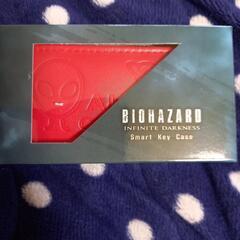 BIOHAZARD
INFINITE DARKNESS
Smart Key Case